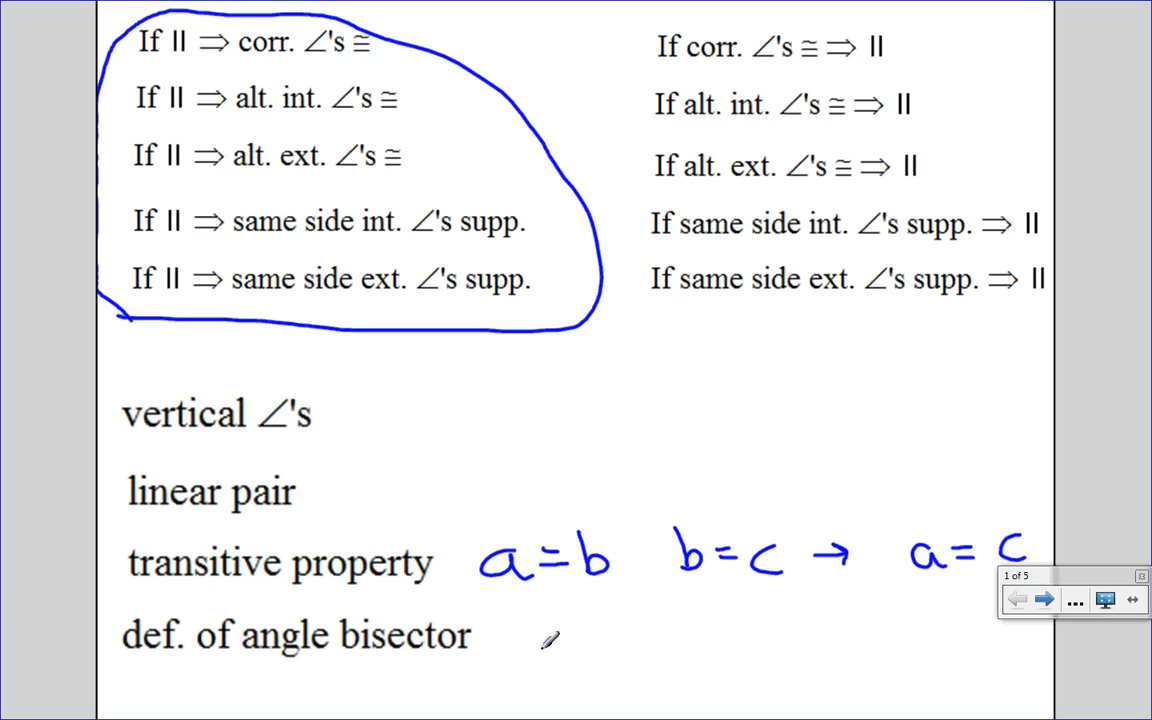 If || ⇒ corr. ∠'s ≅
If || ⇒ alt. int. ∠'s ≅
If || ⇒ alt. ext. ∠'s ≅
If || ⇒ same side int. ∠'s supp.
If || ⇒ same side ext. ∠'s supp.
If corr. ∠'s ≅ ⇒ ||
If alt. int. ∠'s ≅ ⇒ ||
If alt. ext. ∠'s ≅ ⇒ ||
If same side int. ∠'s supp. ⇒ ||
If same side ext. ∠'s supp. ⇒ ||
vertical ∠'s
linear pair
transitive property a=b b=c → a=c
def. of angle bisector
1 of 5
...